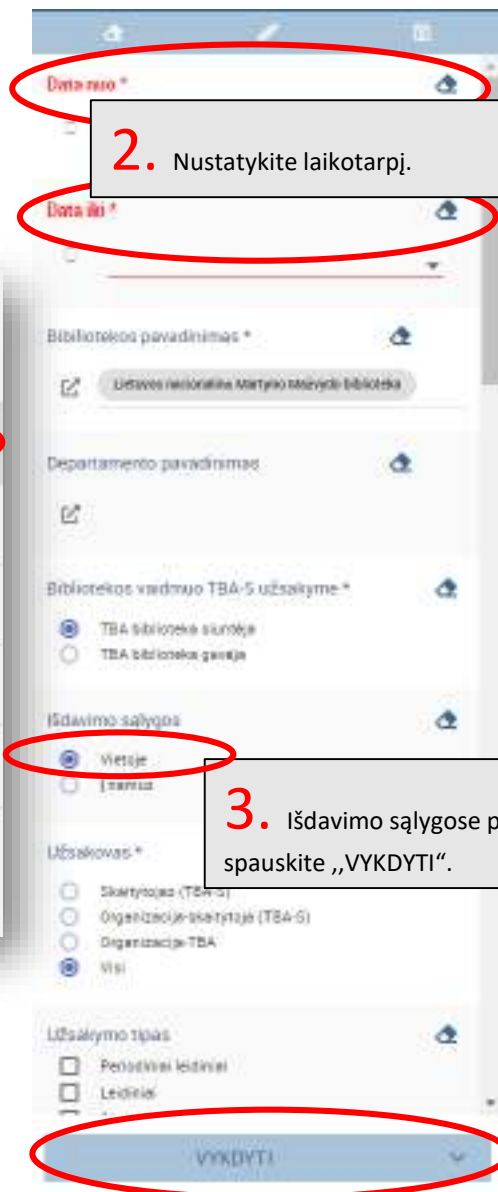 Data nuo *
2. Nustatykite laikotarpį.
Data iki *
Bibiliotekos pavadinimas *
Lietuvos nacionalinė Martyno Mažvydo biblioteka
Departamento pavadinimas
Bibliotekos vaidmuo TBA-S užsakyme *
TBA biblioteka siuntėja
TBA biblioteka gavėja
Išdavimo sąlygos
Vietoje
Į namus
3. Išdavimo sąlygose p
spauskite ,,VYKDYTI“.
Užsakovas *
Skaitytojas (TBA-S)
Organizacija-skaitytoja (TBA-S)
Organizacija-TBA
Visi
Užsakymo tipas
Periodiniai leidiniai
Leidiniai
VYKDYTI